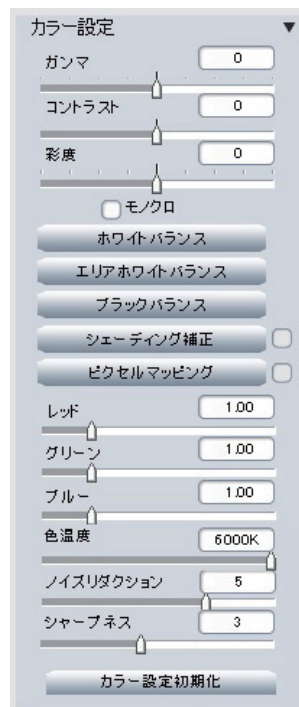 カラー設定 ▼
ガンマ 0
コントラスト 0
彩度 0
モノクロ
ホワイトバランス
エリアホワイトバランス
ブラックバランス
シェーディング補正
ピクセルマッピング
レッド 1.00
グリーン 1.00
ブルー 1.00
色温度 6000K
ノイズリダクション 5
シャープネス 3
カラー設定初期化